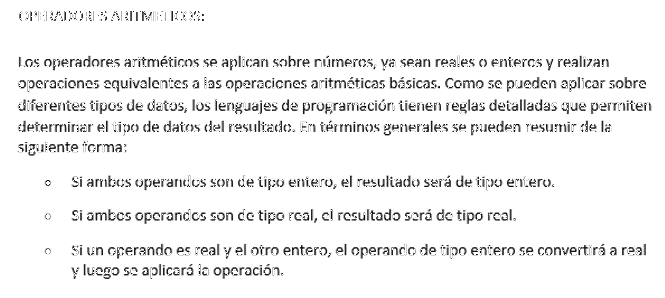 OPERADORES ARITMETICOS:
Los operadores aritméticos se aplican sobre números, ya sean reales o enteros y realizan
operaciones equivalentes a las operaciones aritméticas básicas. Como se pueden aplicar sobre
diferentes tipos de datos, los lenguajes de programación tienen reglas detalladas que permiten
determinar el tipo de datos del resultado. En términos generales se pueden resumir de la
siguiente forma:
o Si ambos operandos son de tipo entero, el resultado será de tipo entero.
o Si ambos operandos son de tipo real, el resultado será de tipo real.
o Si un operando es real y el otro entero, el operando de tipo entero se convertirá a real
y luego se aplicará la operación.